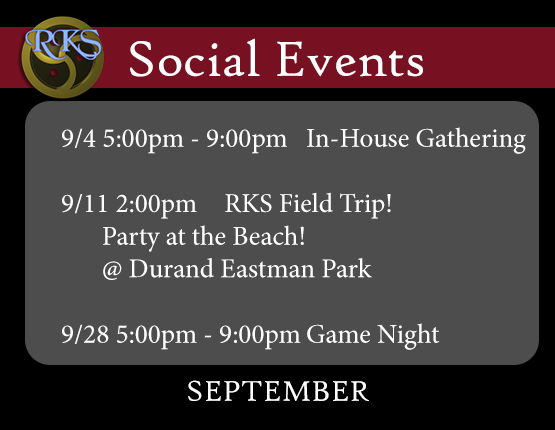 RKS
Social Events
9/4 5:00pm - 9:00pm In-House Gathering
9/11 2:00pm RKS Field Trip!
Party at the Beach!
@ Durand Eastman Park
9/28 5:00pm - 9:00pm Game Night
SEPTEMBER